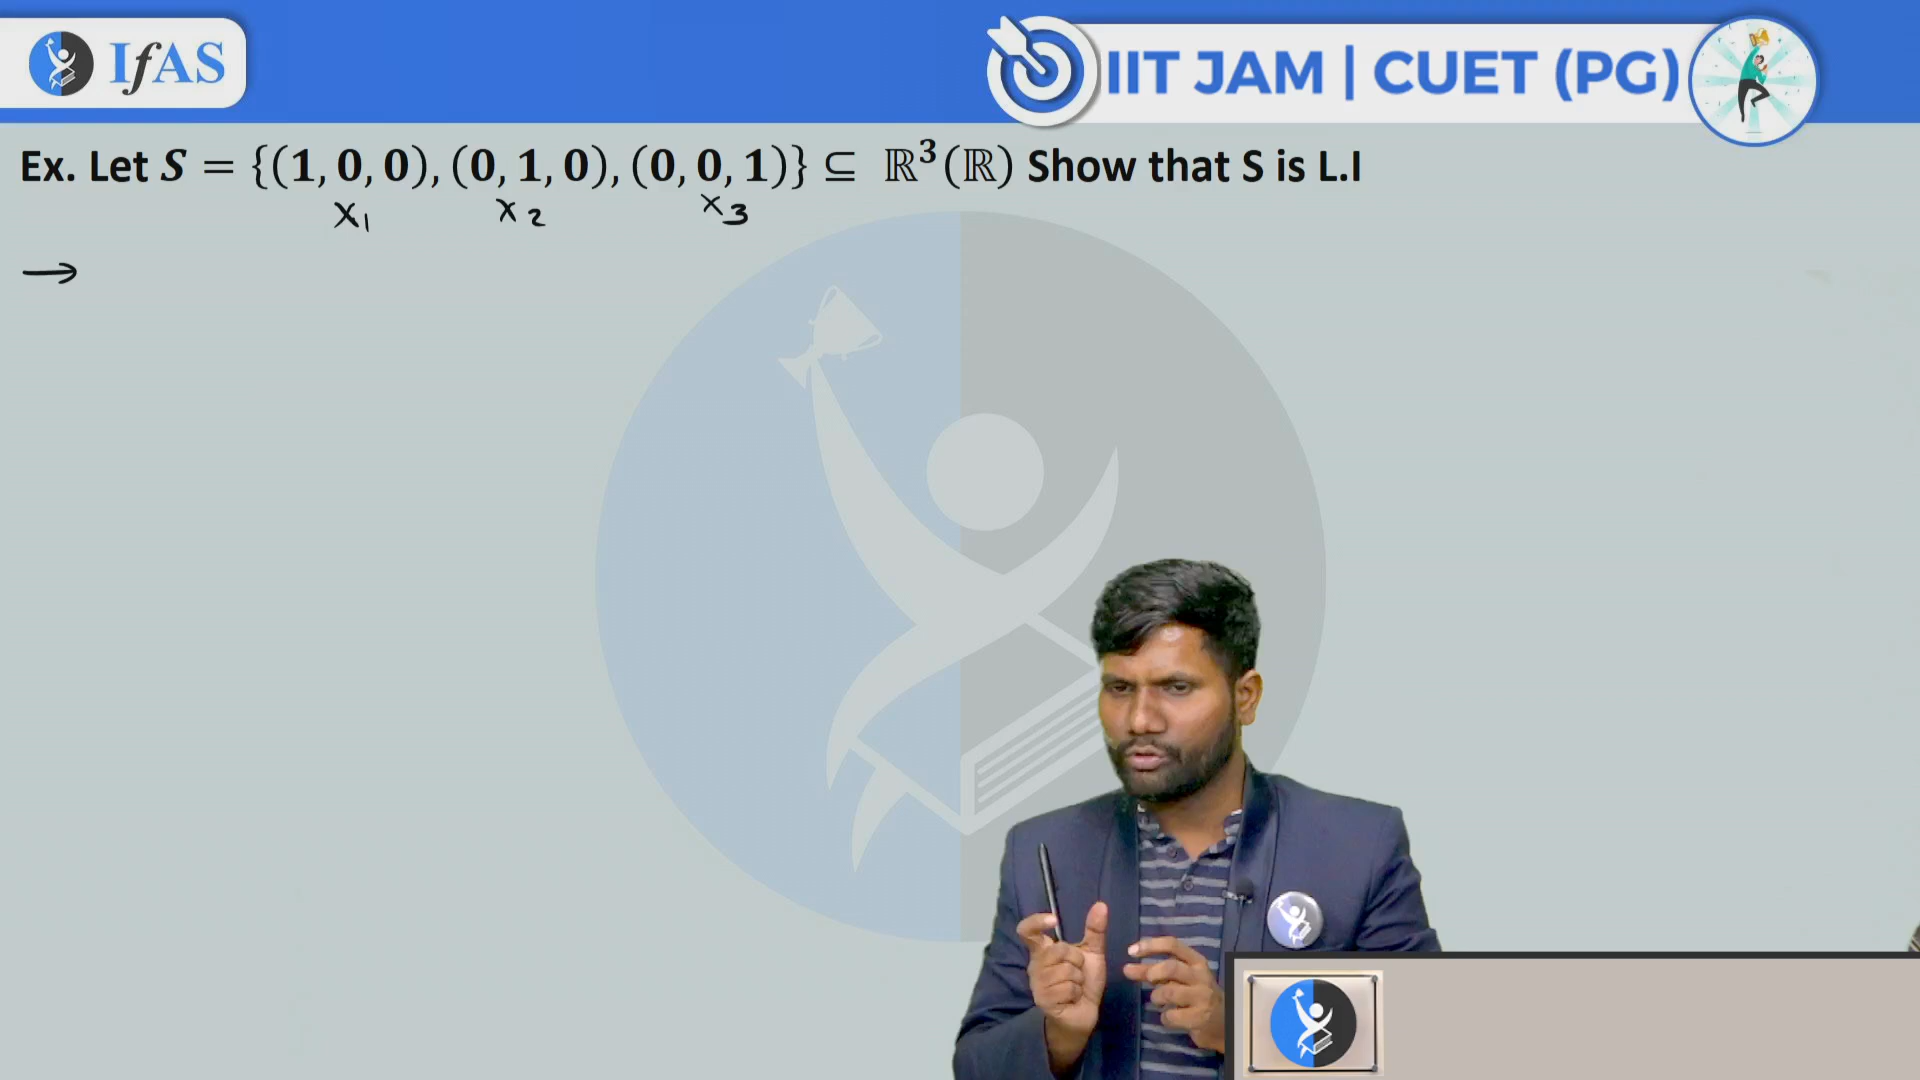 IfAS
IIT JAM | CUET (PG)
Ex. Let S = {(1, 0, 0), (0, 1, 0), (0, 0, 1)} ⊆ ℝ³(ℝ) Show that S is L.I
x₁ x₂ x₃
→